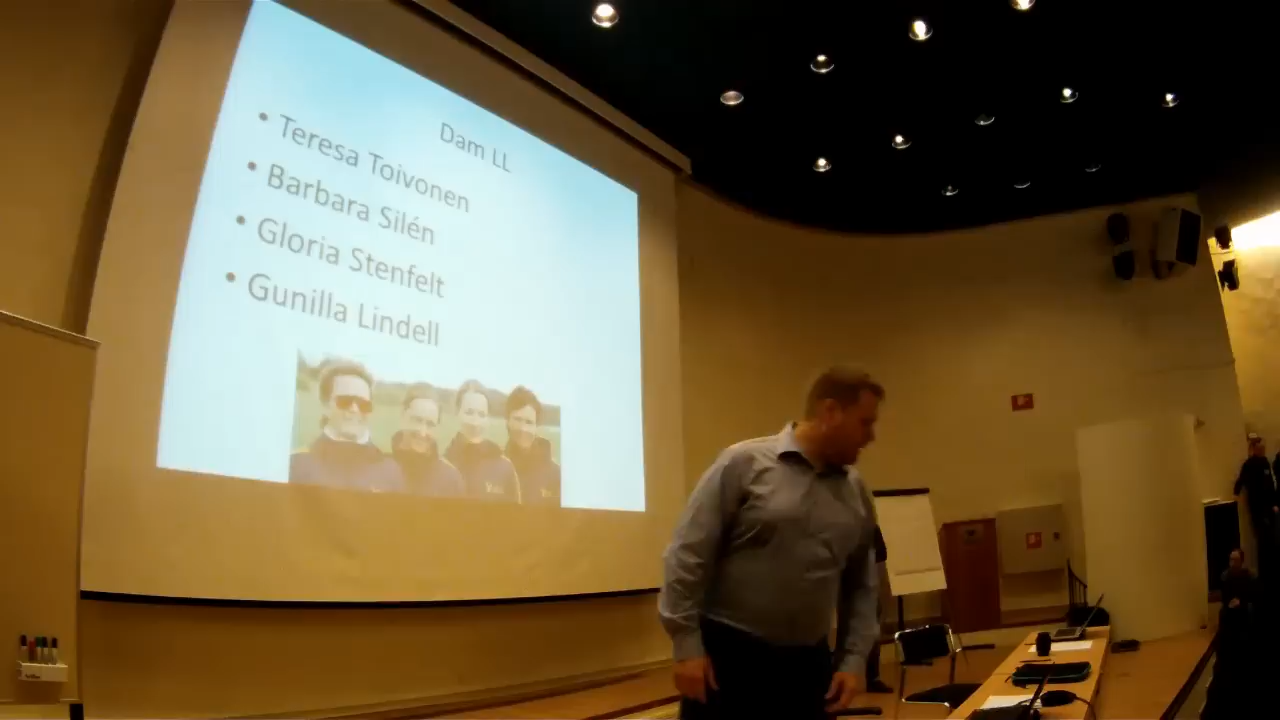 Dam LL
• Teresa Toivonen
• Barbara Silén
• Gloria Stenfelt
• Gunilla Lindell